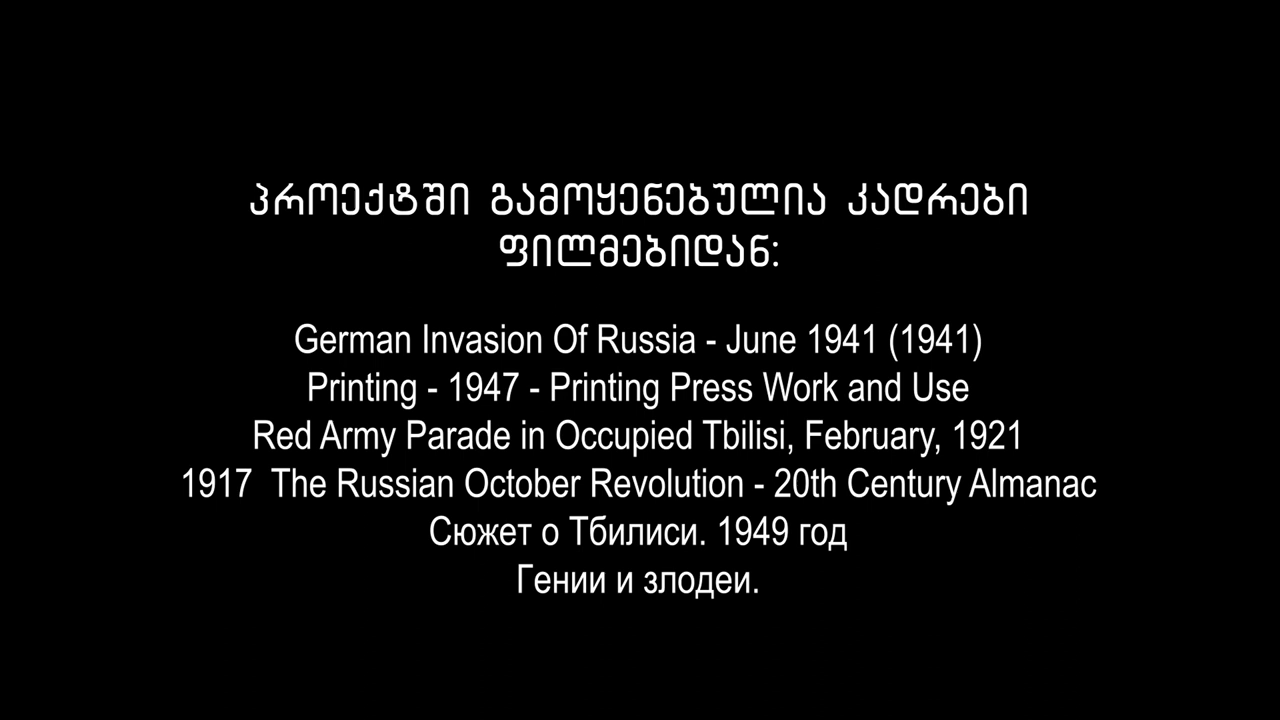 პროექტში გამოყენებულია კადრები
ფილმებიდან:
German Invasion Of Russia - June 1941 (1941)
Printing - 1947 - Printing Press Work and Use
Red Army Parade in Occupied Tbilisi, February, 1921
1917  The Russian October Revolution - 20th Century Almanac
Сюжет о Тбилиси. 1949 год
Гении и злодеи.